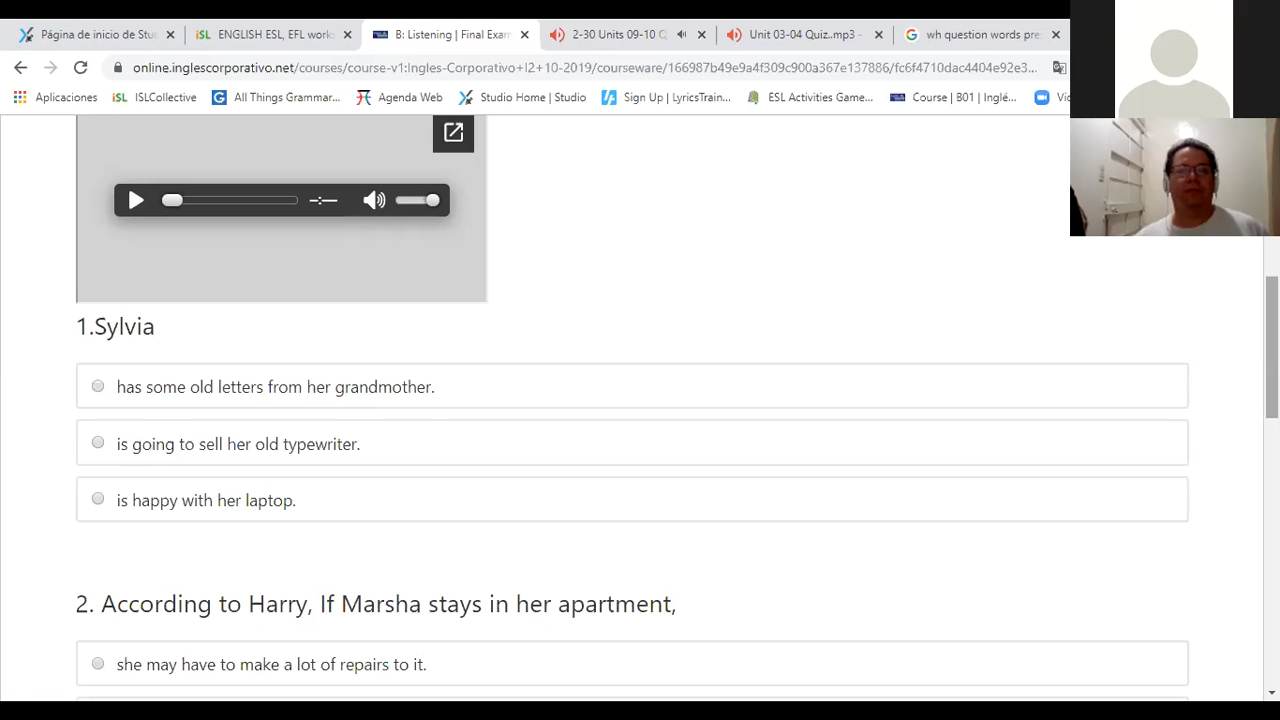 Página de inicio de Stu
ENGLISH ESL, EFL work
B: Listening | Final Exam
2-30 Units 09-10 Q
Unit 03-04 Quiz..mp3 -
wh question words pre
online.inglescorporativo.net/courses/course-v1:Ingles-Corporativo+I2+10-2019/courseware/166987b49e9a4f309c900a367e137886/fc6f4710dac4404e92e3...
Aplicaciones
ISLCollective
All Things Grammar...
Agenda Web
Studio Home | Studio
Sign Up | LyricsTrain...
ESL Activities Game...
Course | B01 | Inglé...
1.Sylvia
has some old letters from her grandmother.
is going to sell her old typewriter.
is happy with her laptop.
2. According to Harry, If Marsha stays in her apartment,
she may have to make a lot of repairs to it.